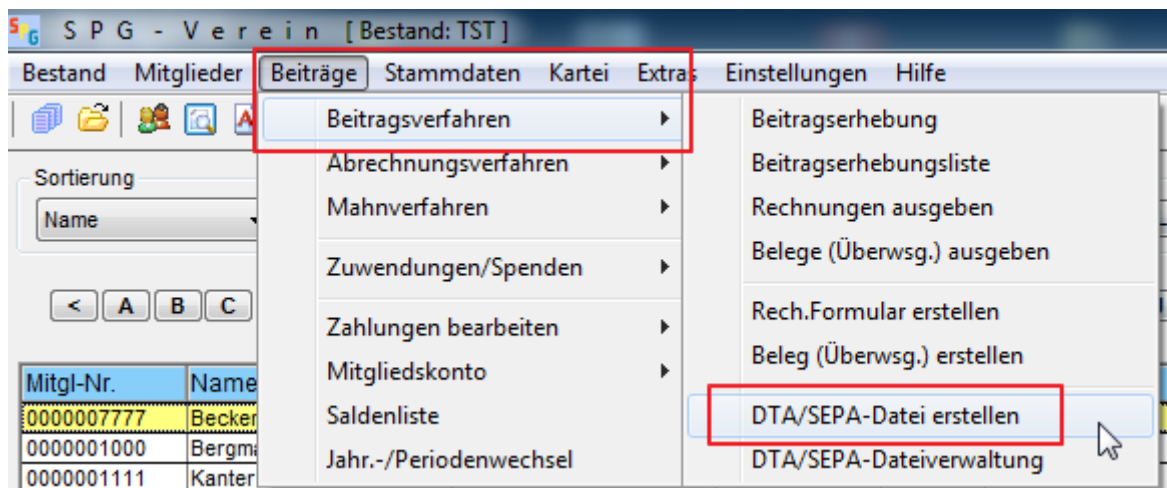 SPG S P G - V e r e i n [Bestand: TST]
Bestand Mitglieder Beiträge Stammdaten Kartei Extras Einstellungen Hilfe
Beitragsverfahren
Abrechnungsverfahren
Mahnverfahren
Zuwendungen/Spenden
Zahlungen bearbeiten
Mitgliedskonto
Saldenliste
Jahr.-/Periodenwechsel
Beitragserhebung
Beitragserhebungsliste
Rechnungen ausgeben
Belege (Überwsg.) ausgeben
Rech.Formular erstellen
Beleg (Überwsg.) erstellen
DTA/SEPA-Datei erstellen
DTA/SEPA-Dateiverwaltung
Sortierung
Name
< A B C
Mitgl-Nr. Name
0000007777 Becker
0000001000
0000001111 Kanter